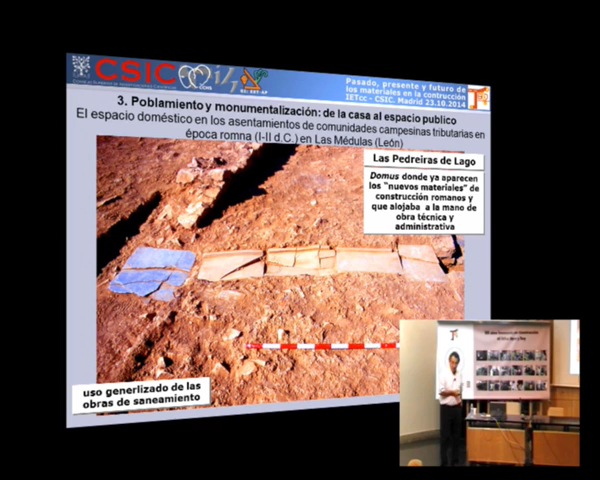 CSIC
Pasado, presente y futuro de
los materiales en la contrucción
IETcc - CSIC. Madrid 23.10.2014
3. Poblamiento y monumentalización: de la casa al espacio publico
El espacio doméstico en los asentamientos de comunidades campesinas tributarias en
época romna (I-II d.C.) en Las Médulas (León)
Las Pedreiras de Lago
Domus donde ya aparecen
los "nuevos materiales" de
construcción romanos y
que alojaba a la mano de
obra técnica y
administrativa
uso generlizado de las
obras de saneamiento